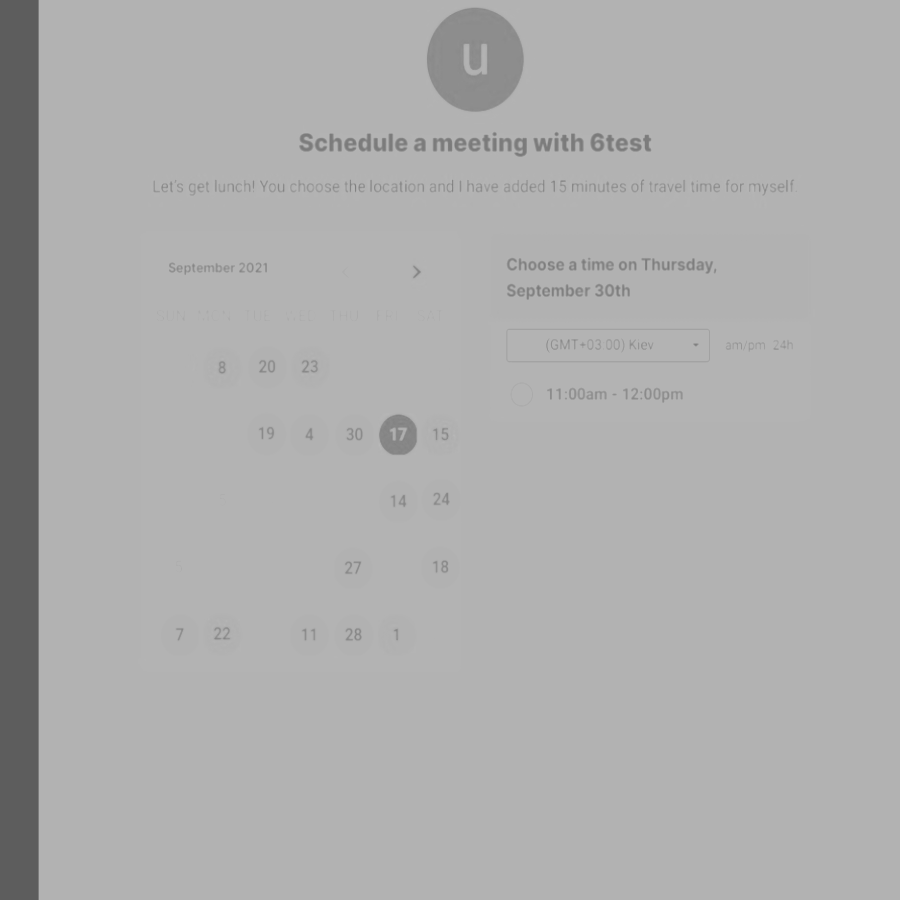 u
Schedule a meeting with 6test
Let's get lunch! You choose the location and I have added 15 minutes of travel time for myself.
September 2021
SUN MON TUE WED THU FRI SAT
8 20 23
19 4 30 17 15
14 24
27 18
7 22 11 28 1
Choose a time on Thursday,
September 30th
(GMT+03:00) Kiev
am/pm 24h
11:00am - 12:00pm